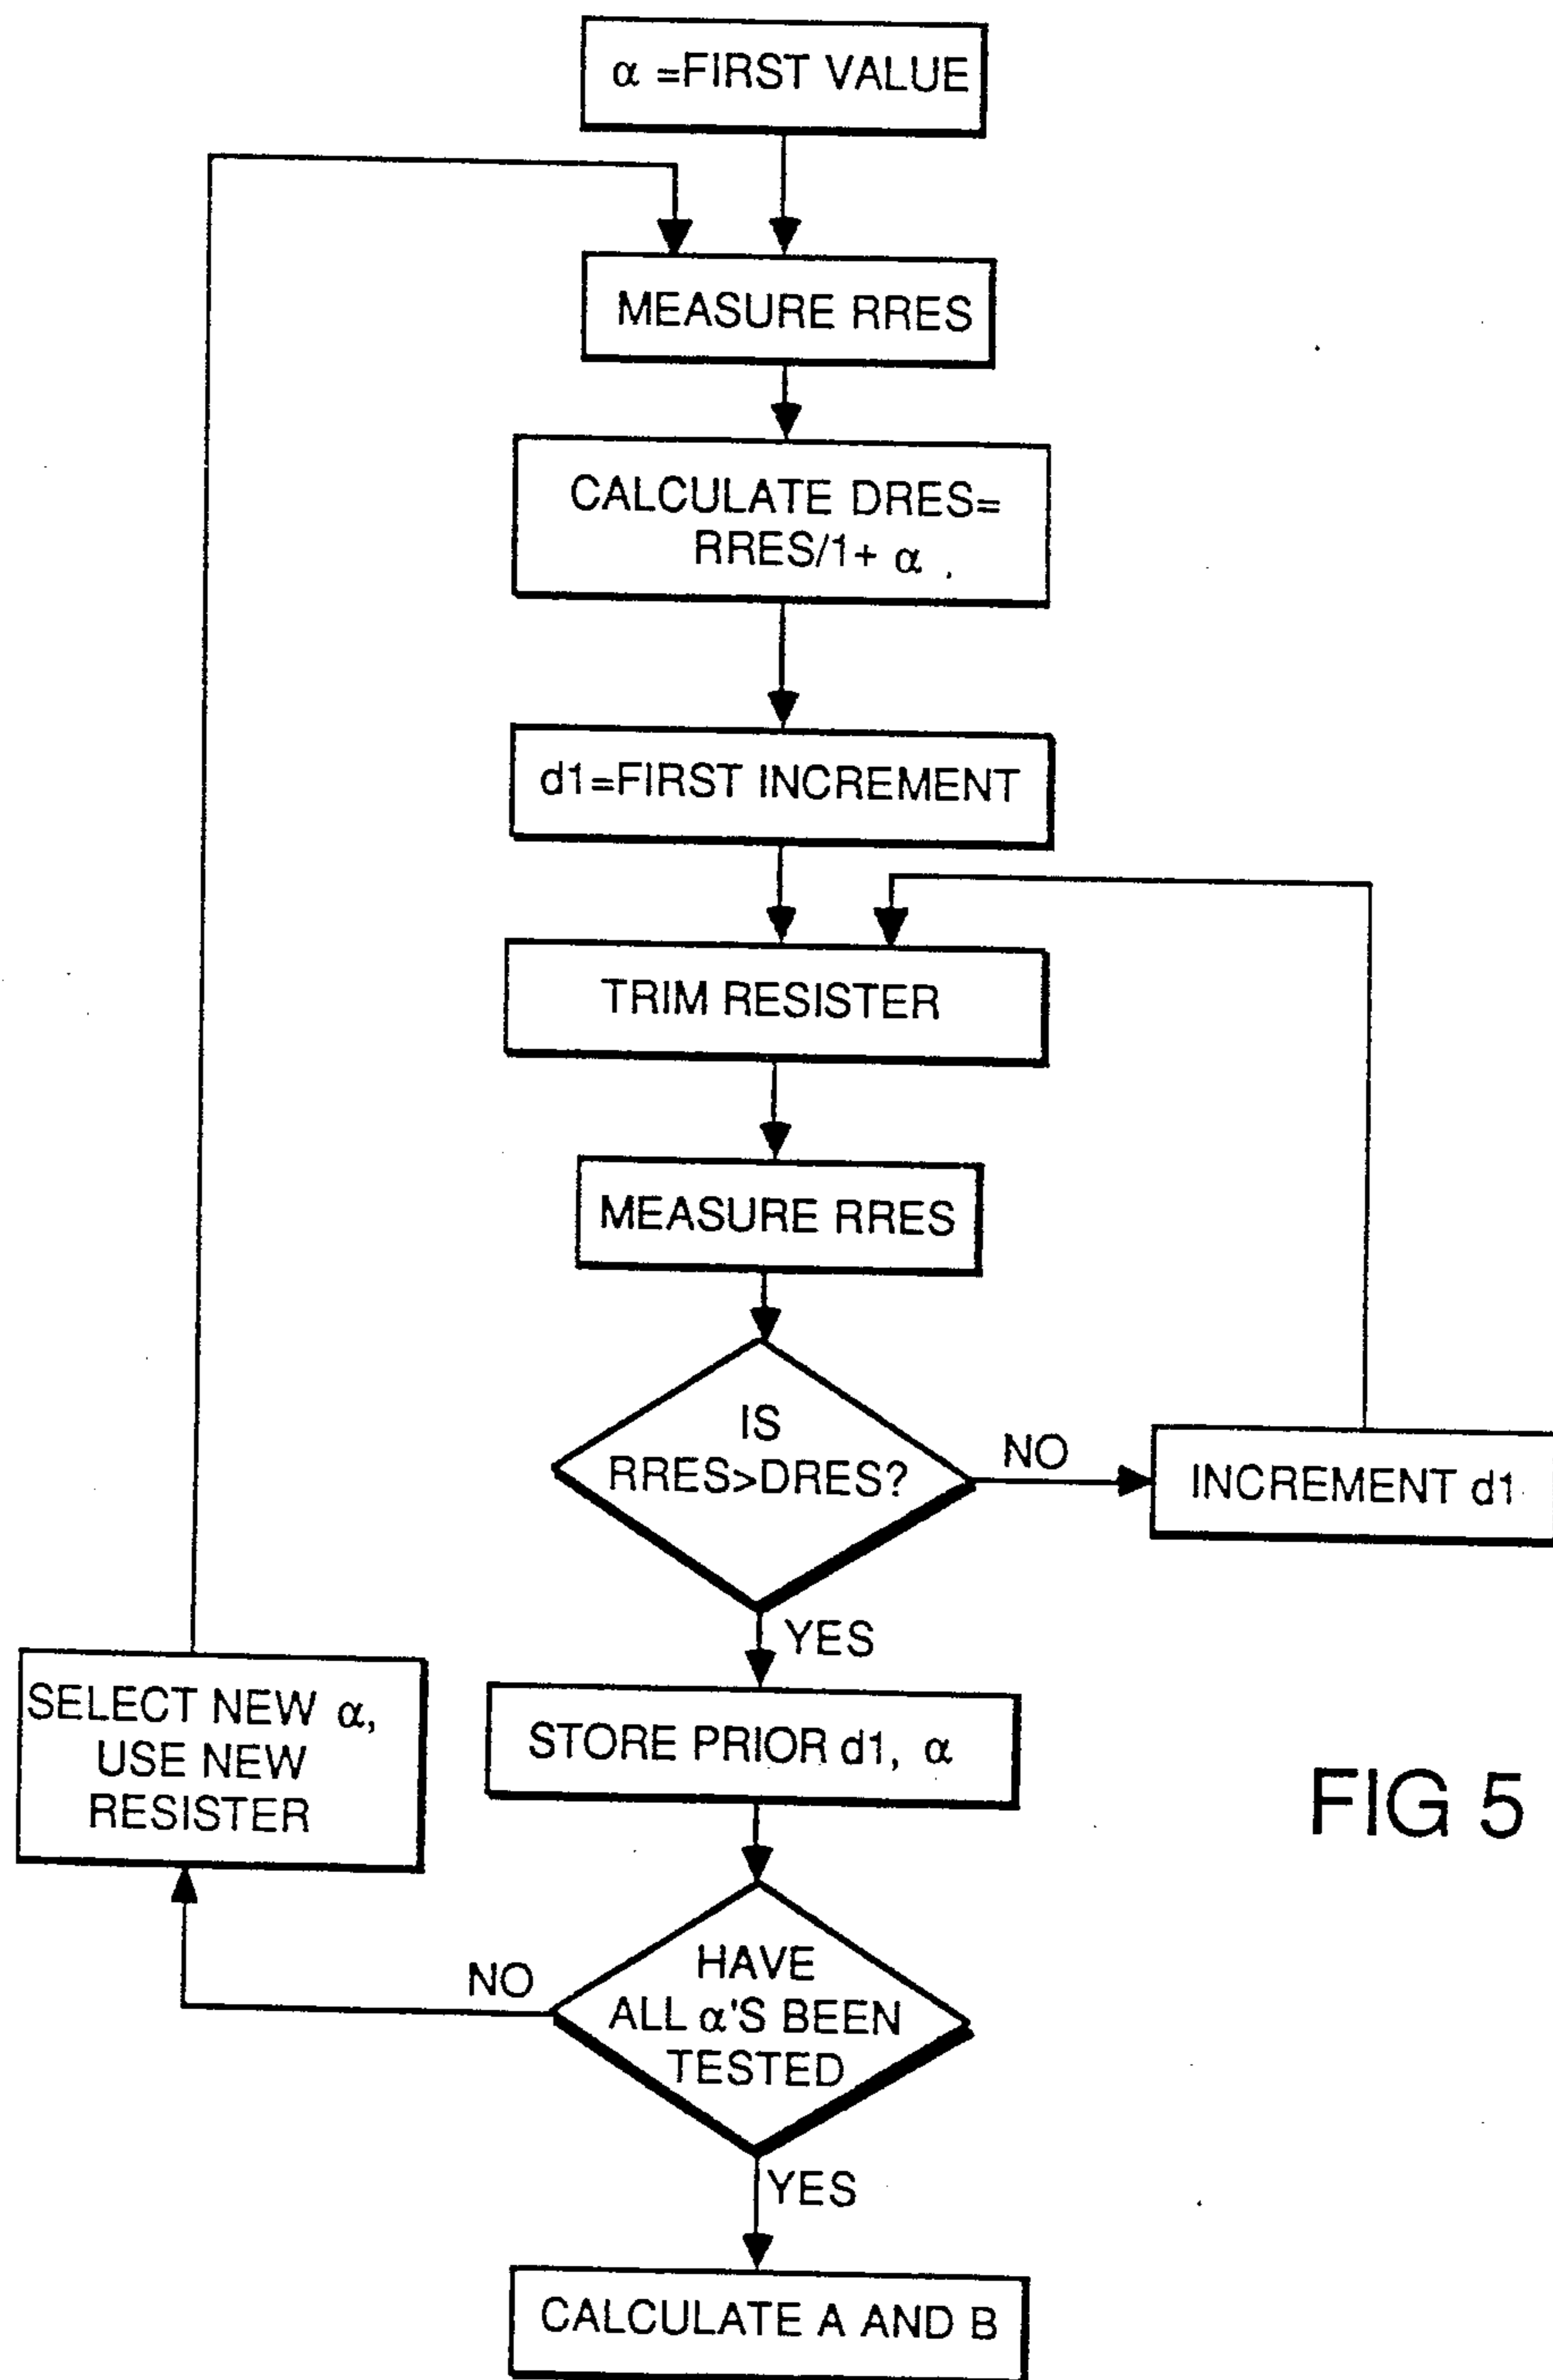 α =FIRST VALUE
MEASURE RRES
CALCULATE DRES=
RRES/1+ α .
d1=FIRST INCREMENT
TRIM RESISTER
MEASURE RRES
IS
RRES>DRES?
NO
INCREMENT d1
YES
SELECT NEW α,
USE NEW
RESISTER
STORE PRIOR d1, α
FIG 5
HAVE
ALL α'S BEEN
TESTED
NO
YES
CALCULATE A AND B